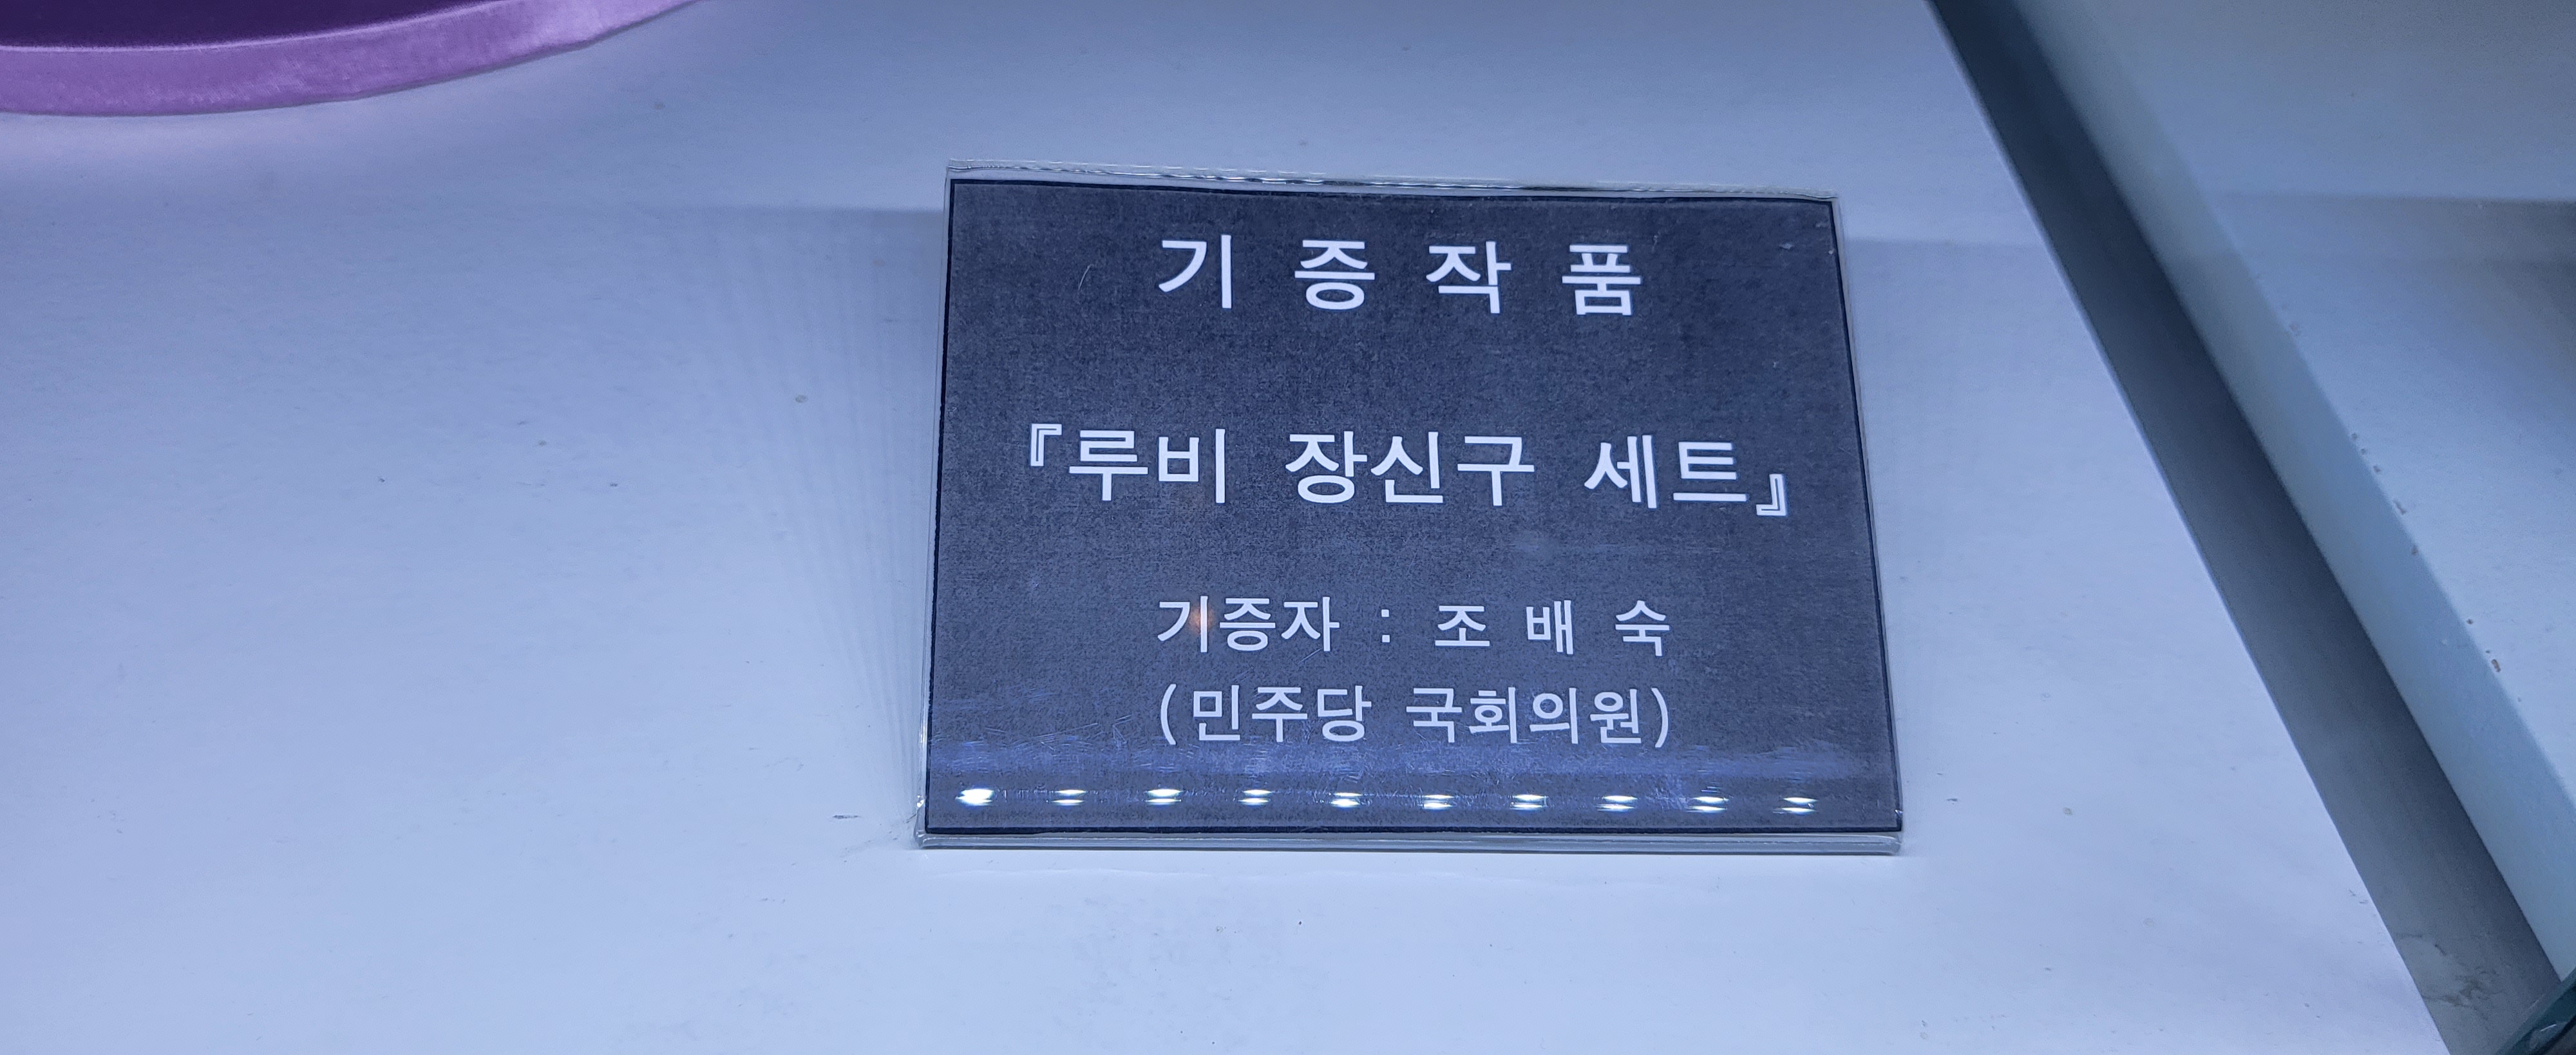 기 증 작 품
『루비 장신구 세트』
기증자 : 조 배 숙
(민주당 국회의원)